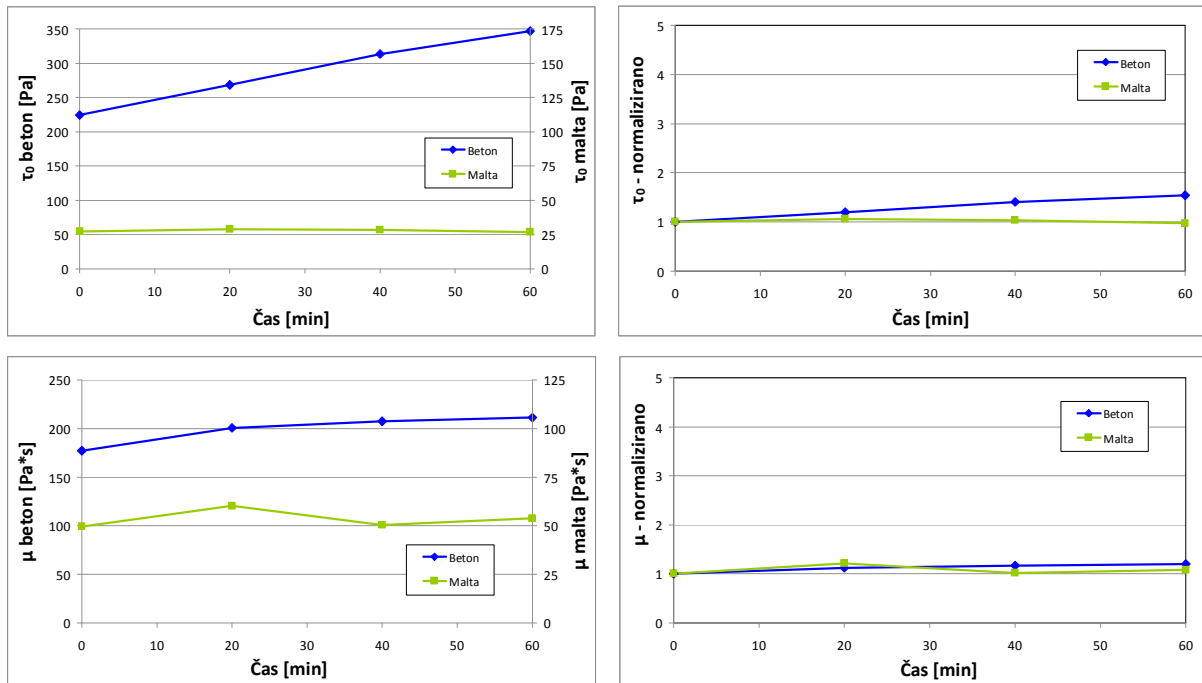 350
300
250
200
150
100
50
0
175
150
125
100
75
50
25
0
0 10 20 30 40 50 60
τ₀ beton [Pa]
τ₀ malta [Pa]
Čas [min]
Beton
Malta
5
4
3
2
1
0
0 10 20 30 40 50 60
τ₀ - normalizirano
Čas [min]
Beton
Malta
250
200
150
100
50
0
125
100
75
50
25
0
0 10 20 30 40 50 60
µ beton [Pa*s]
µ malta [Pa*s]
Čas [min]
Beton
Malta
5
4
3
2
1
0
0 10 20 30 40 50 60
µ - normalizirano
Čas [min]
Beton
Malta